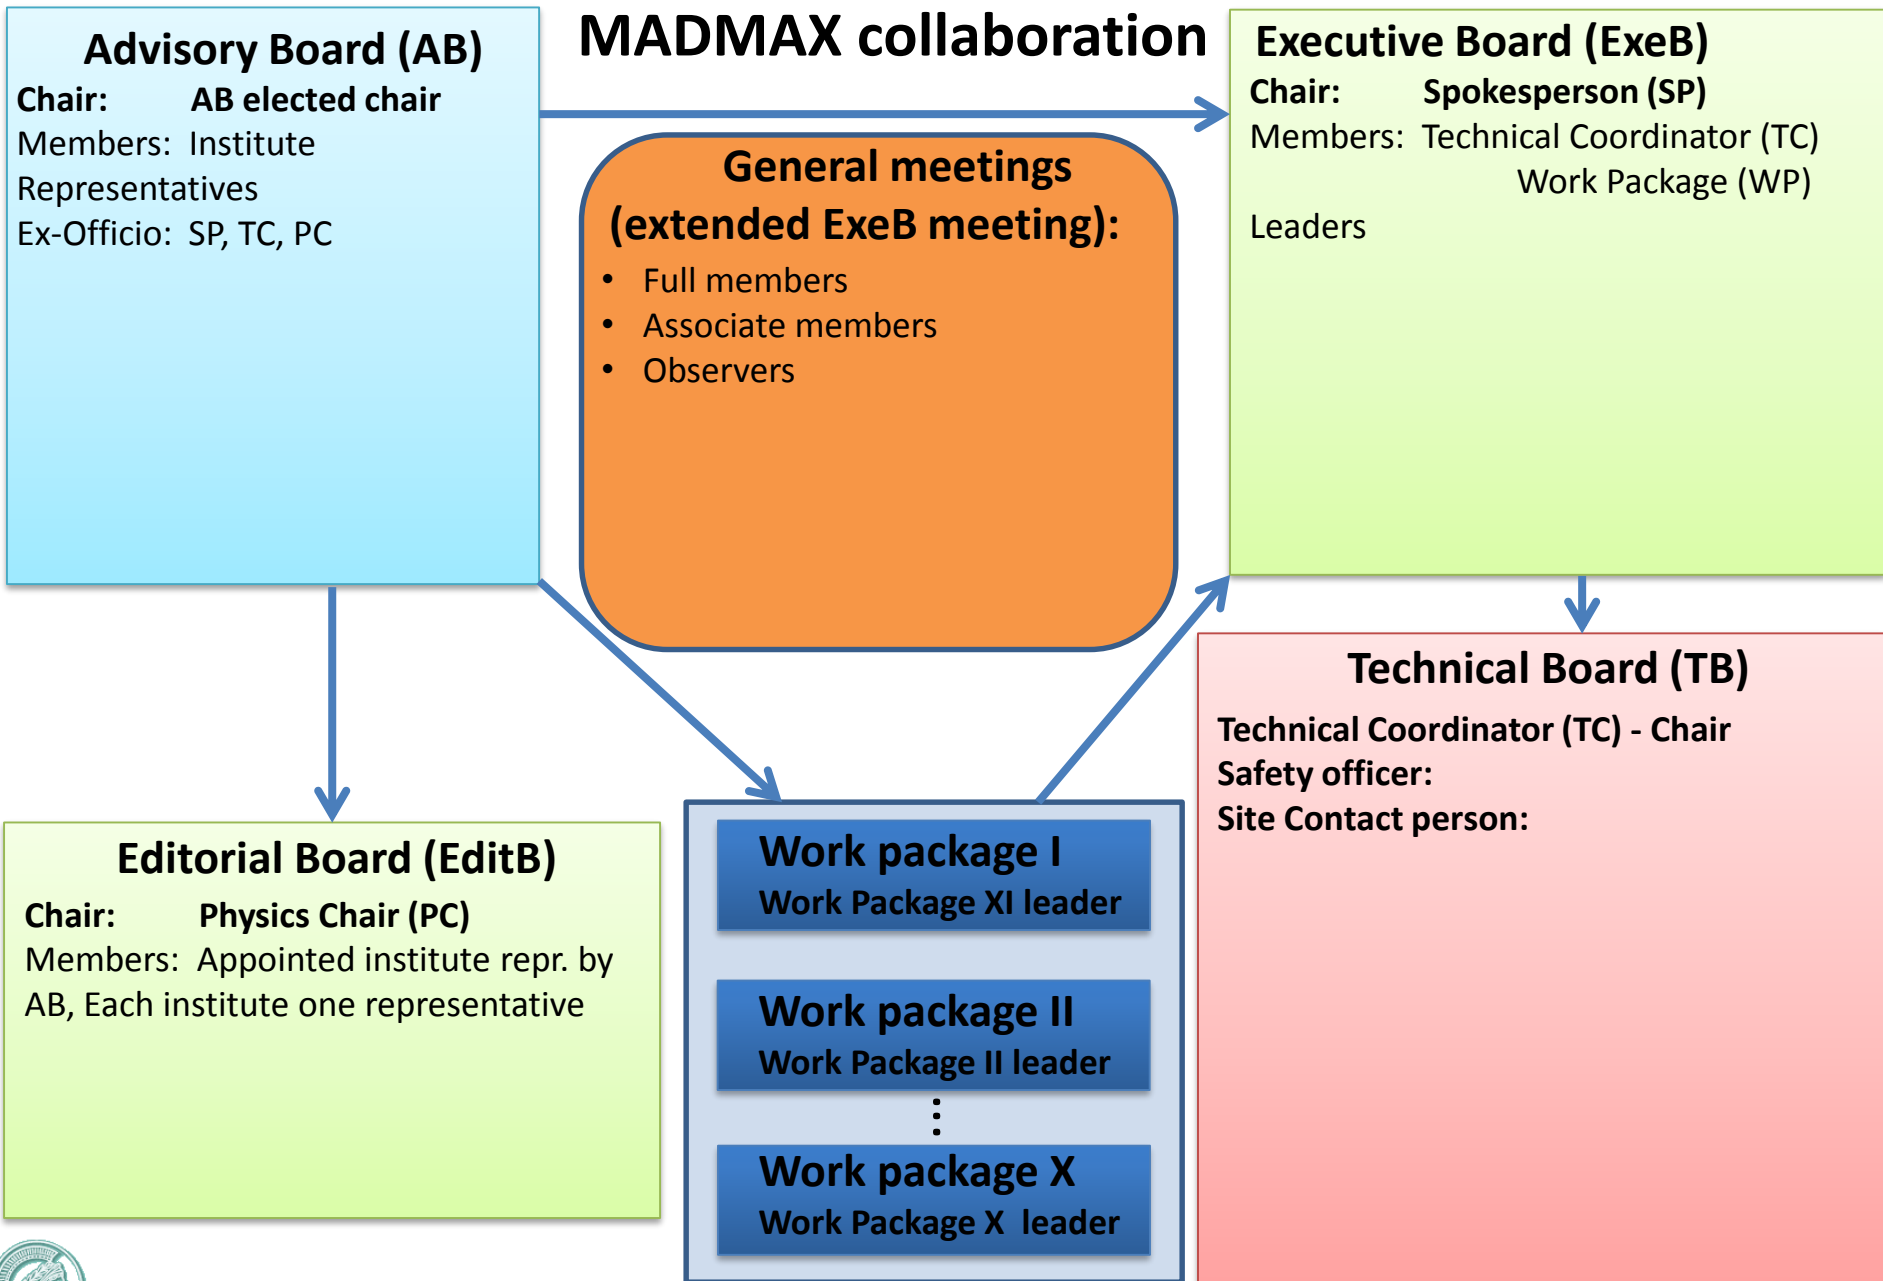 MADMAX collaboration
Advisory Board (AB)
Chair: AB elected chair
Members: Institute
Representatives
Ex-Officio: SP, TC, PC
General meetings
(extended ExeB meeting):
• Full members
• Associate members
• Observers
Executive Board (ExeB)
Chair: Spokesperson (SP)
Members: Technical Coordinator (TC)
Work Package (WP)
Leaders
Technical Board (TB)
Technical Coordinator (TC) - Chair
Safety officer:
Site Contact person:
Editorial Board (EditB)
Chair: Physics Chair (PC)
Members: Appointed institute repr. by
AB, Each institute one representative
Work package I
Work Package XI leader
Work package II
Work Package II leader
⋮
Work package X
Work Package X leader